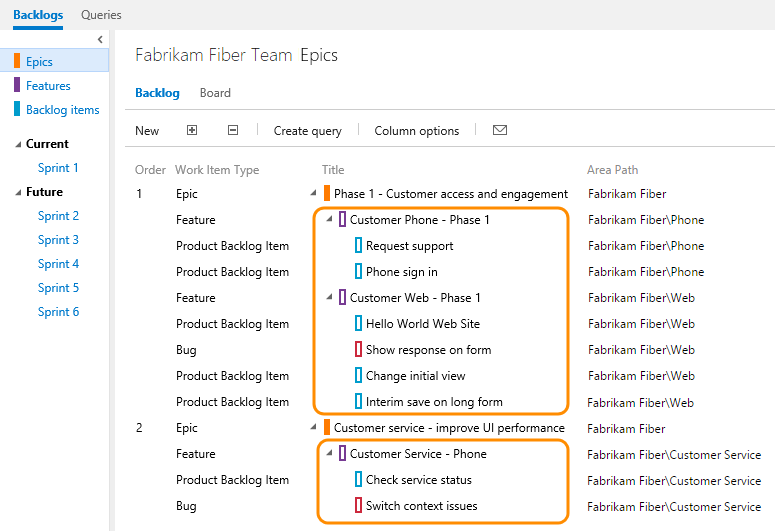 Backlogs Queries
Epics
Features
Backlog items
Current
Sprint 1
Future
Sprint 2
Sprint 3
Sprint 4
Sprint 5
Sprint 6
Fabrikam Fiber Team Epics
Backlog Board
New Create query Column options
Order Work Item Type Title Area Path
1 Epic Phase 1 - Customer access and engagement Fabrikam Fiber
Feature Customer Phone - Phase 1 Fabrikam Fiber\Phone
Product Backlog Item Request support Fabrikam Fiber\Phone
Product Backlog Item Phone sign in Fabrikam Fiber\Phone
Feature Customer Web - Phase 1 Fabrikam Fiber\Web
Product Backlog Item Hello World Web Site Fabrikam Fiber\Web
Bug Show response on form Fabrikam Fiber\Web
Product Backlog Item Change initial view Fabrikam Fiber\Web
Product Backlog Item Interim save on long form Fabrikam Fiber\Web
2 Epic Customer service - improve UI performance Fabrikam Fiber
Feature Customer Service - Phone Fabrikam Fiber\Customer Service
Product Backlog Item Check service status Fabrikam Fiber\Customer Service
Bug Switch context issues Fabrikam Fiber\Customer Service